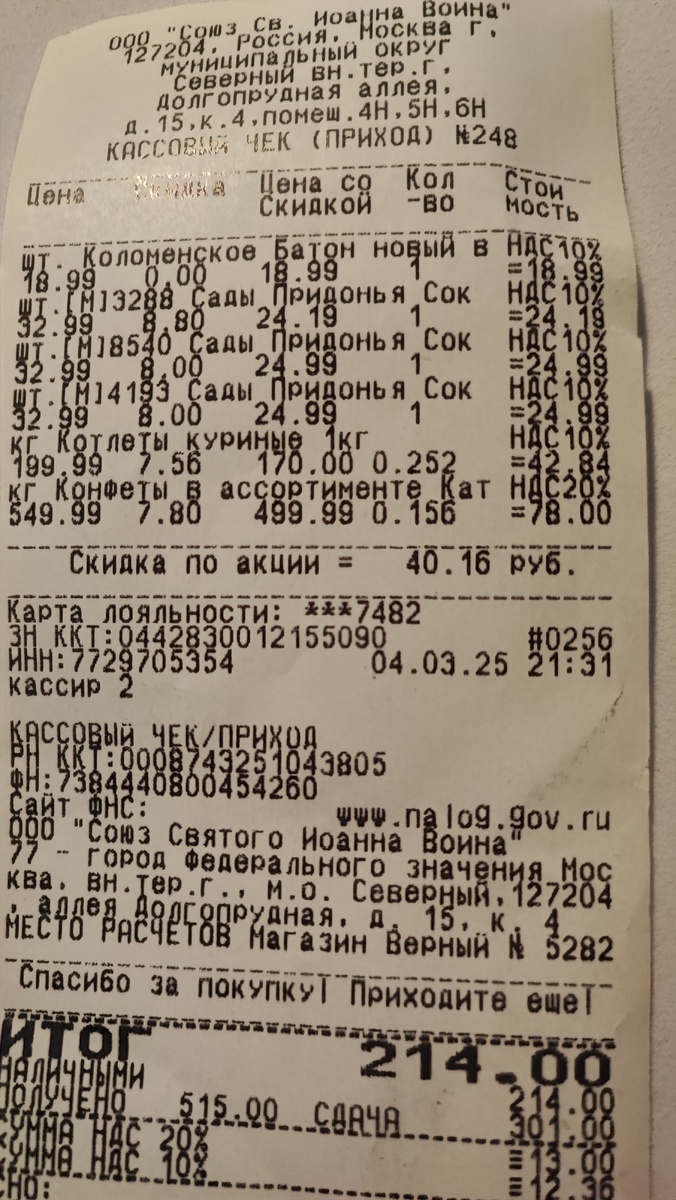 ООО "Союз Св. Иоанна Воина"
127204, Россия, Москва г,
муниципальный округ
Северный вн.тер.г,
Долгопрудная аллея,
д.15,к.4,помещ.4Н,5Н,6Н
КАССОВЫЙ ЧЕК (ПРИХОД) №248
Цена Скидка Цена со Кол Стои
Скидкой -во мость
шт. Коломенское Батон новый в НДС10%
18.99 0.00 18.99 1 =18.99
шт.[М]3288 Сады Придонья Сок НДС10%
32.99 8.80 24.19 1 =24.19
шт.[М]8540 Сады Придонья Сок НДС10%
32.99 8.00 24.99 1 =24.99
шт.[М]4193 Сады Придонья Сок НДС10%
32.99 8.00 24.99 1 =24.99
кг Котлеты куриные 1кг НДС10%
199.99 7.56 170.00 0.252 =42.84
кг Конфеты в ассортименте Кат НДС20%
549.99 7.80 499.99 0.156 =78.00
Скидка по акции = 40.16 руб.
Карта лояльности: ***7482
ЗН ККТ:0442830012155090 #0256
ИНН:7729705354 04.03.25 21:31
кассир 2
КАССОВЫЙ ЧЕК/ПРИХОД
РН ККТ:0008743251043805
ФН:7384440800454260
Сайт ФНС: www.nalog.gov.ru
ООО "Союз Святого Иоанна Воина"
77 - город федерального значения Мос
ква, вн.тер.г., м.о. Северный,127204
, аллея Долгопрудная, д. 15, к. 4
МЕСТО РАСЧЕТОВ Магазин Верный № 5282
Спасибо за покупку! Приходите еще!
ИТОГ 214.00
НАЛИЧНЫМИ 214.00
ПОЛУЧЕНО 515.00 СДАЧА 301.00
СУММА НДС 20% =13.00
СУММА НДС 10% =12.36
СНО: